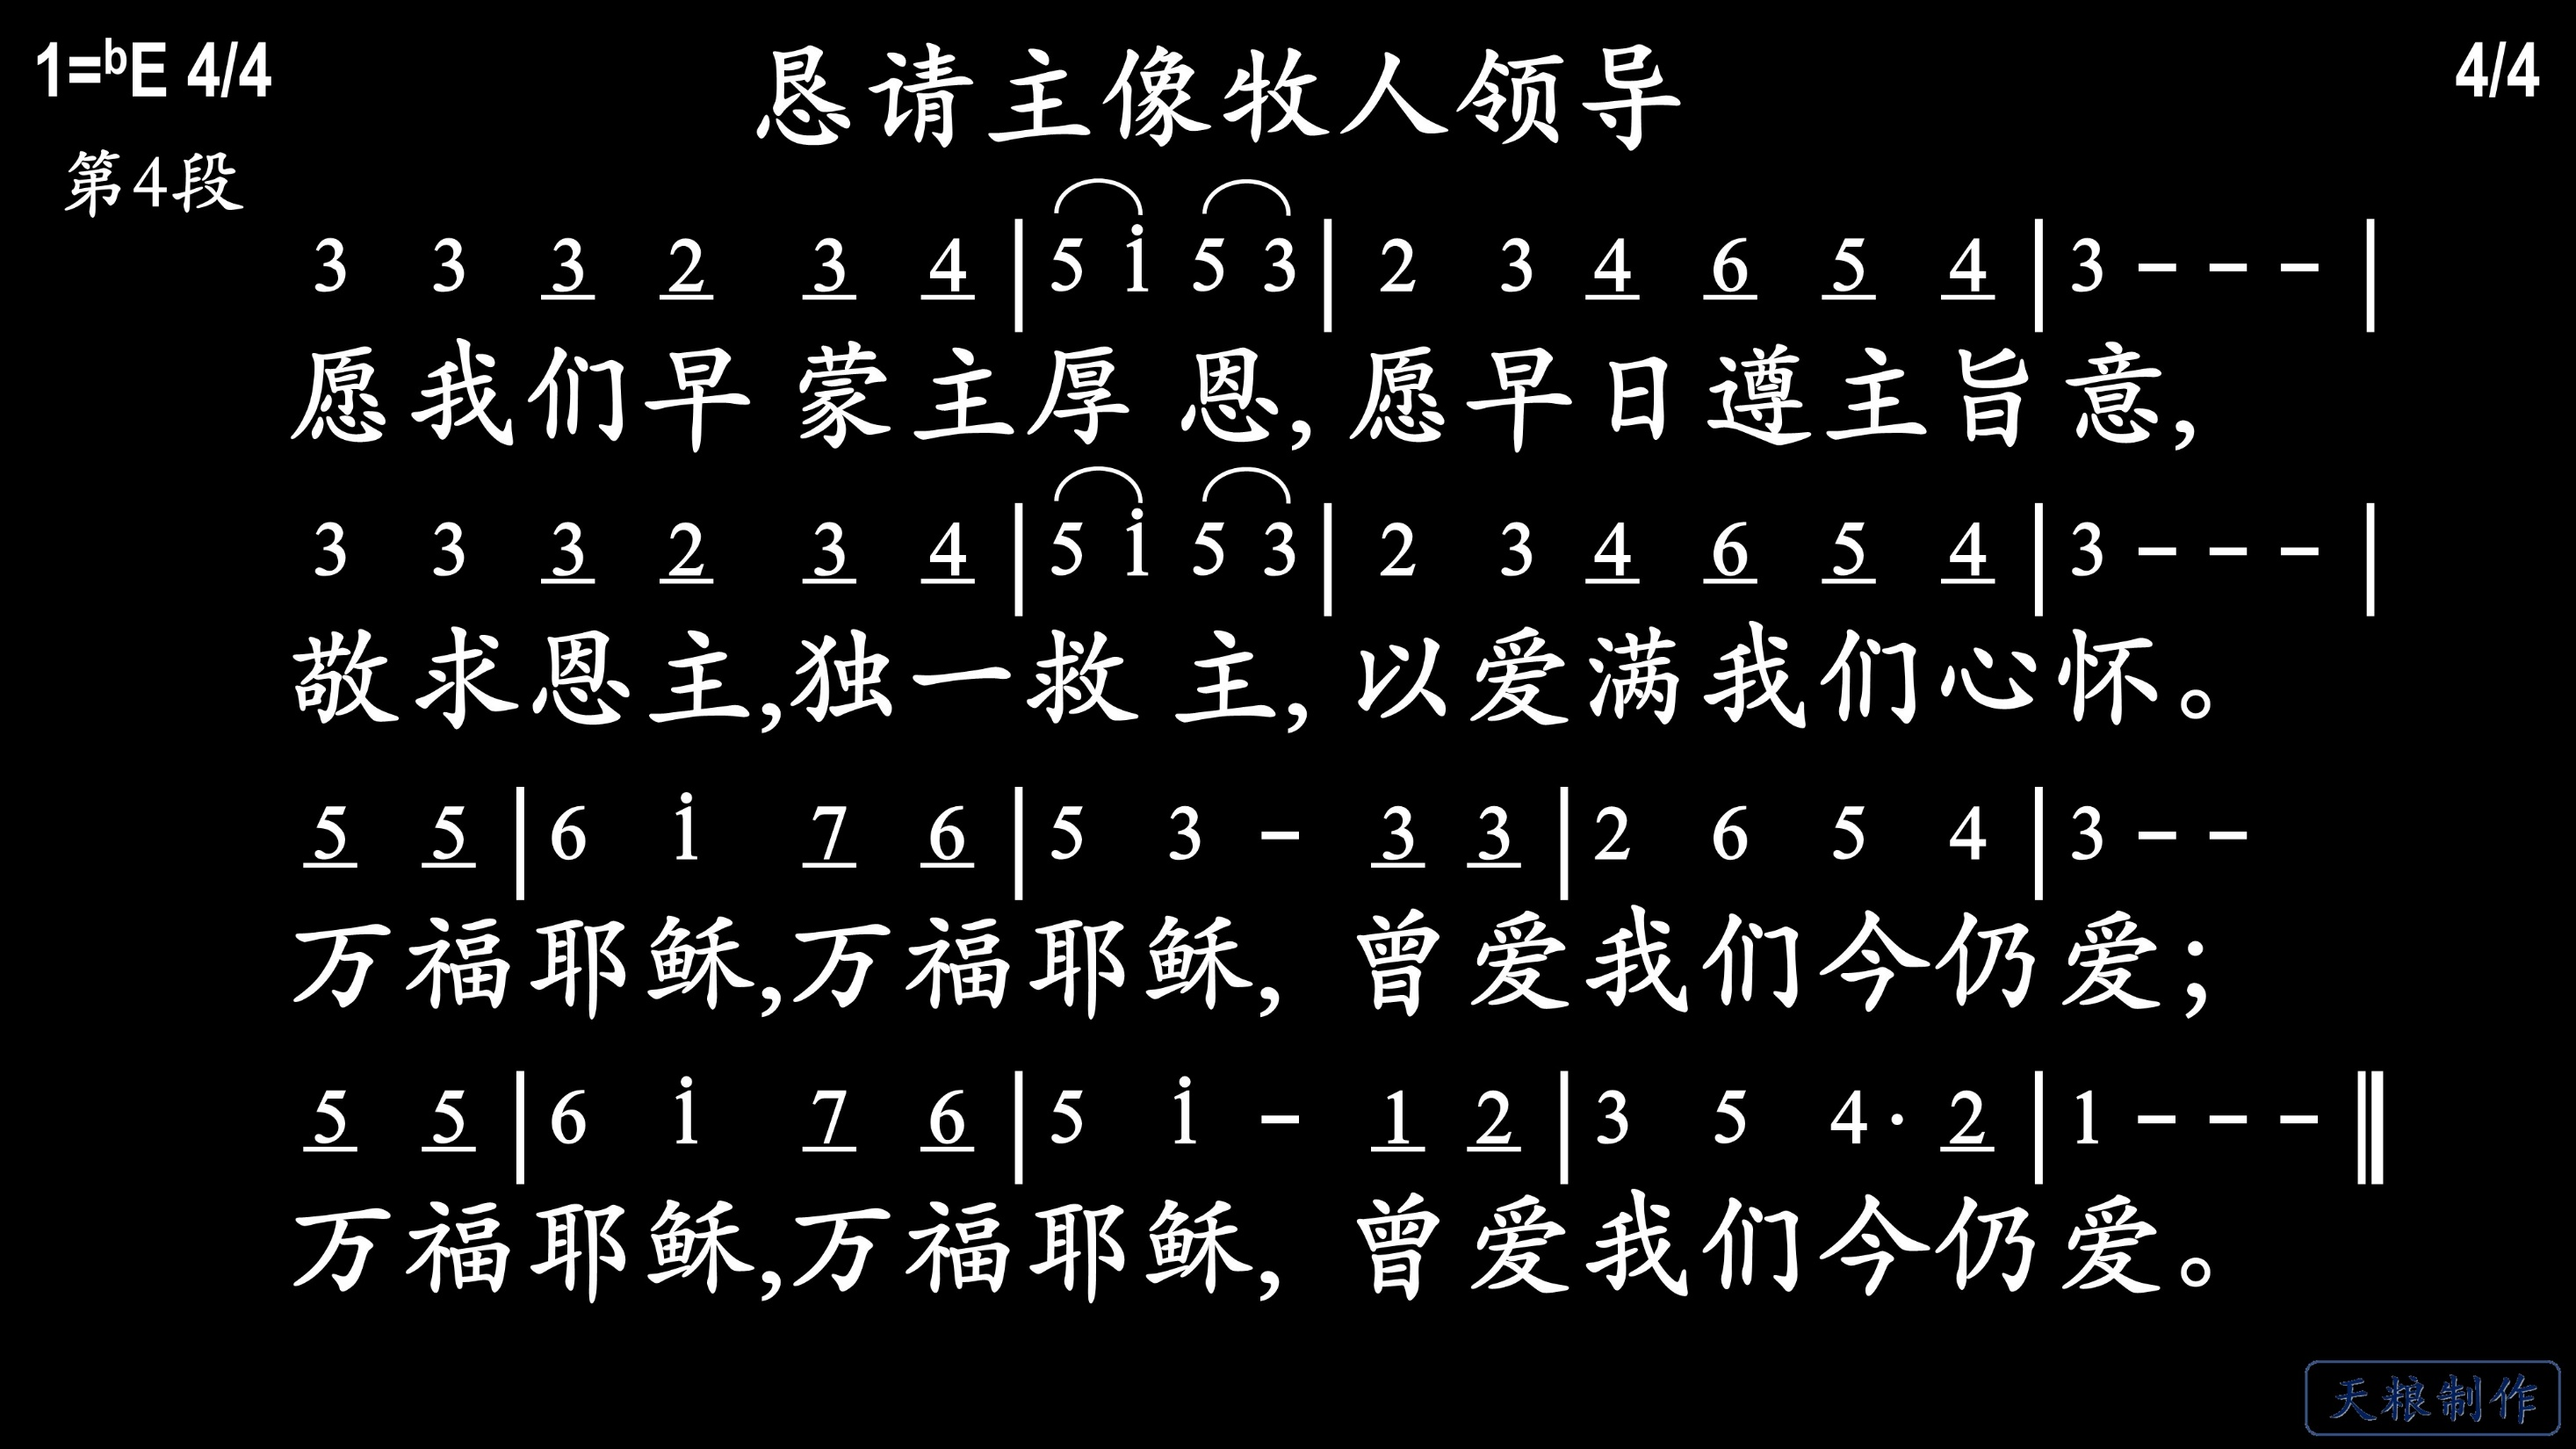 1=ᵇE 4/4 恳请主像牧人领导 4/4
第4段
3 3 3 2 3 4 | 5 i 5 3 | 2 3 4 6 5 4 | 3 – – – |
愿我们早蒙主厚恩,愿早日遵主旨意,
3 3 3 2 3 4 | 5 i 5 3 | 2 3 4 6 5 4 | 3 – – – |
敬求恩主,独一救主,以爱满我们心怀。
5 5 | 6 i 7 6 | 5 3 – 3 3 | 2 6 5 4 | 3 – –
万福耶稣,万福耶稣,曾爱我们今仍爱;
5 5 | 6 i 7 6 | 5 i – 1 2 | 3 5 4· 2 | 1 – – – ‖
万福耶稣,万福耶稣,曾爱我们今仍爱。
天粮制作